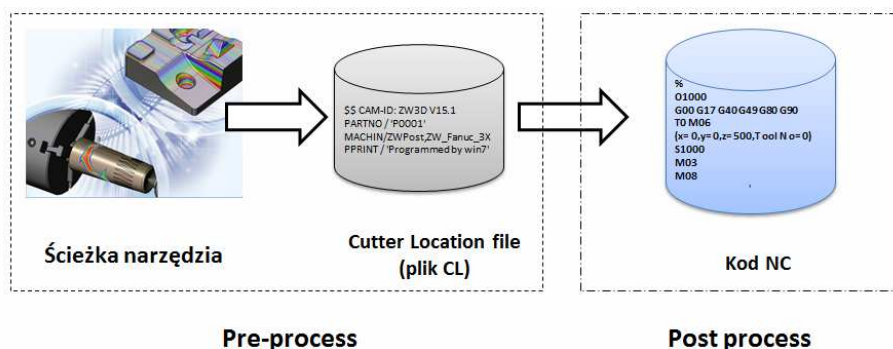 $$ CAM-ID: ZW3D V15.1
PARTNO / 'P0001'
MACHIN/ZWPost,ZW_Fanuc_3X
PPRINT / 'Programmed by win7'
%
O1000
G00 G17 G40 G49 G80 G90
T0 M06
(x= 0,y= 0,z= 500,T ool N o= 0)
S1000
M03
M08
Ścieżka narzędzia
Cutter Location file
(plik CL)
Kod NC
Pre-process
Post process